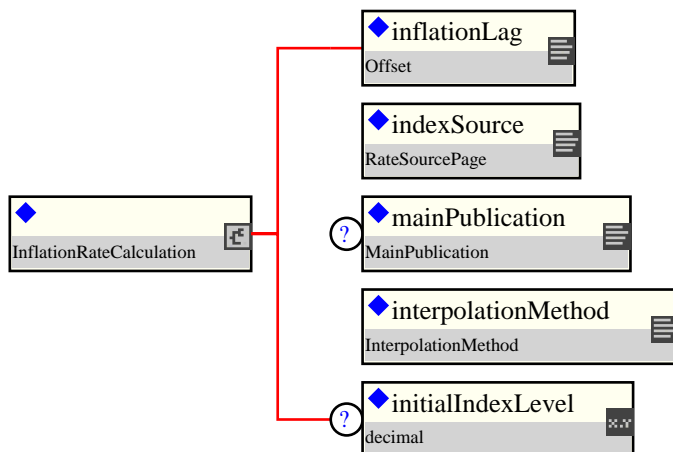 inflationLag
Offset
indexSource
RateSourcePage
InflationRateCalculation
?
mainPublication
MainPublication
interpolationMethod
InterpolationMethod
?
initialIndexLevel
decimal
x.y